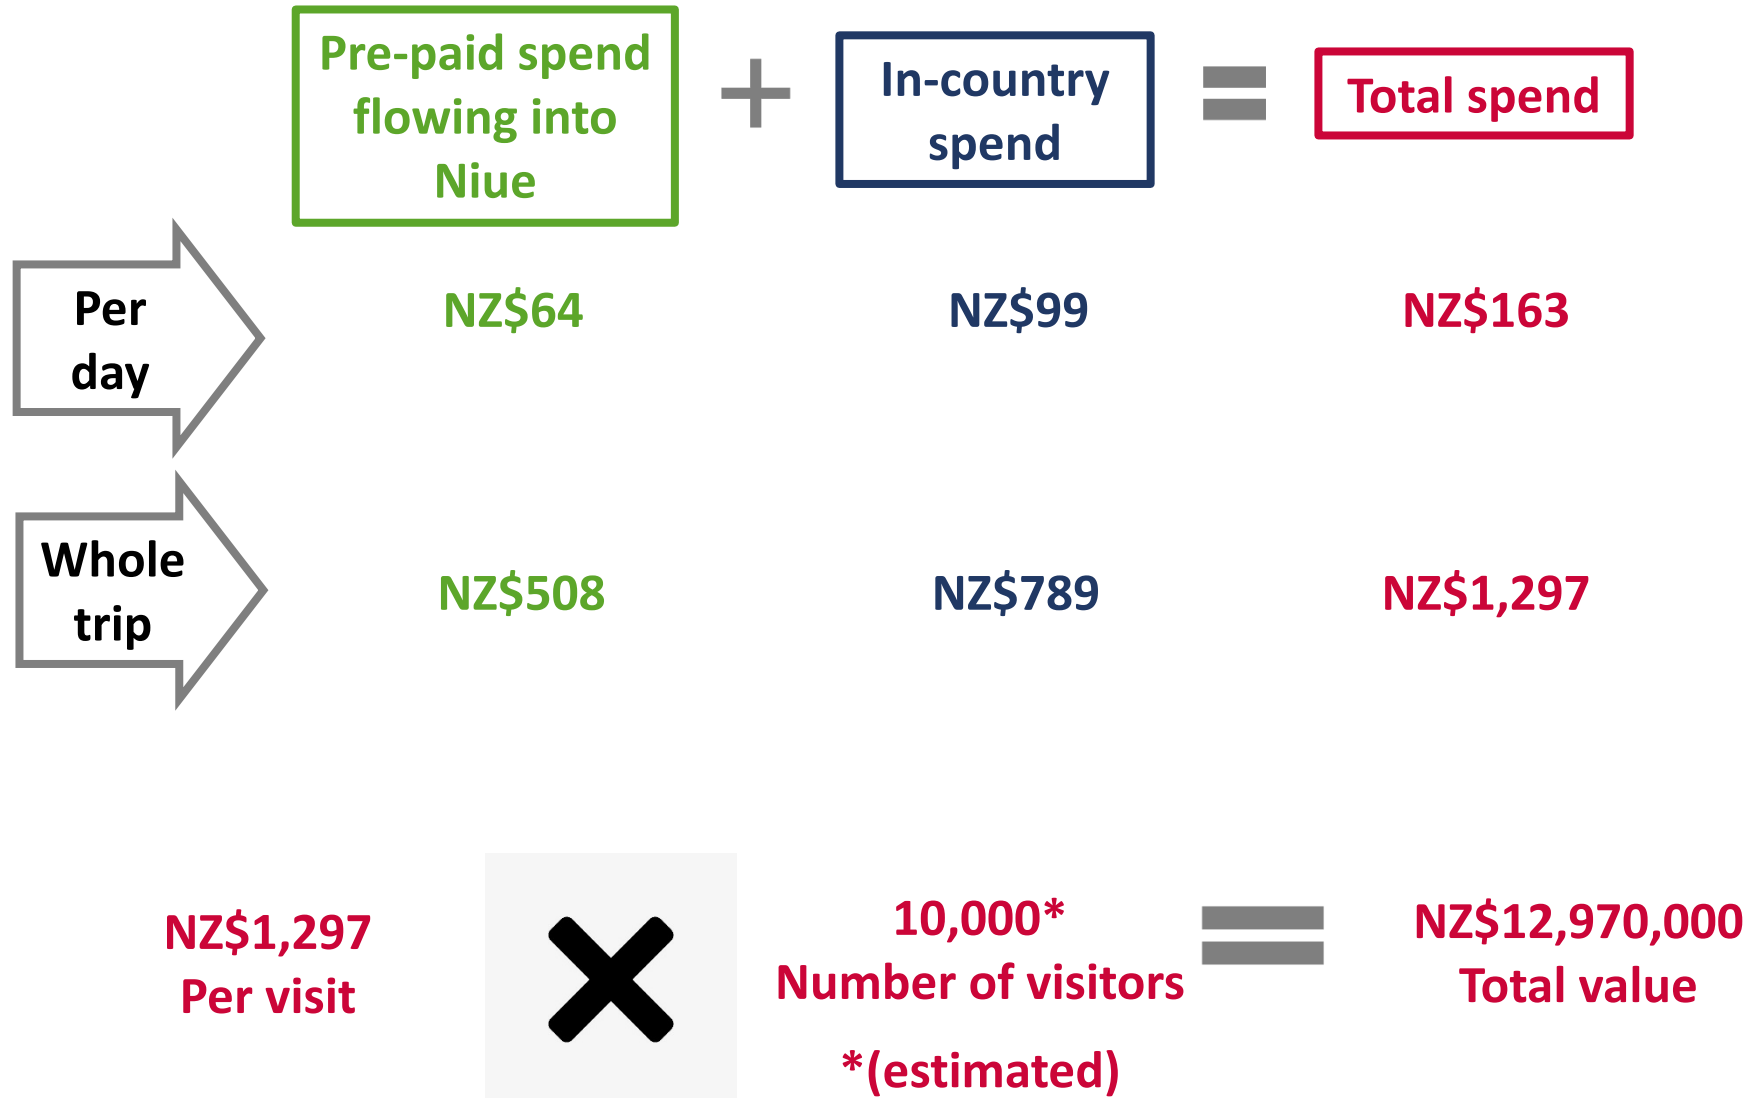 Pre-paid spend
flowing into
Niue
+
In-country
spend
=
Total spend
Per
day
NZ$64
NZ$99
NZ$163
Whole
trip
NZ$508
NZ$789
NZ$1,297
NZ$1,297
Per visit
×
10,000*
Number of visitors
*(estimated)
=
NZ$12,970,000
Total value